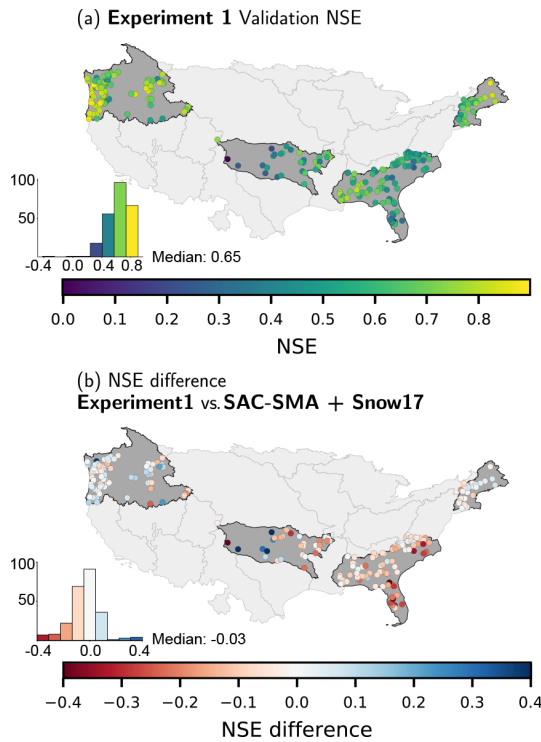 (a) Experiment 1 Validation NSE
100
50
-0.4 0.0 0.4 0.8
Median: 0.65
0.0 0.1 0.2 0.3 0.4 0.5 0.6 0.7 0.8
NSE
(b) NSE difference
Experiment1 vs. SAC-SMA + Snow17
100
50
-0.4 0.0 0.4
Median: -0.03
−0.4 −0.3 −0.2 −0.1 0.0 0.1 0.2 0.3 0.4
NSE difference